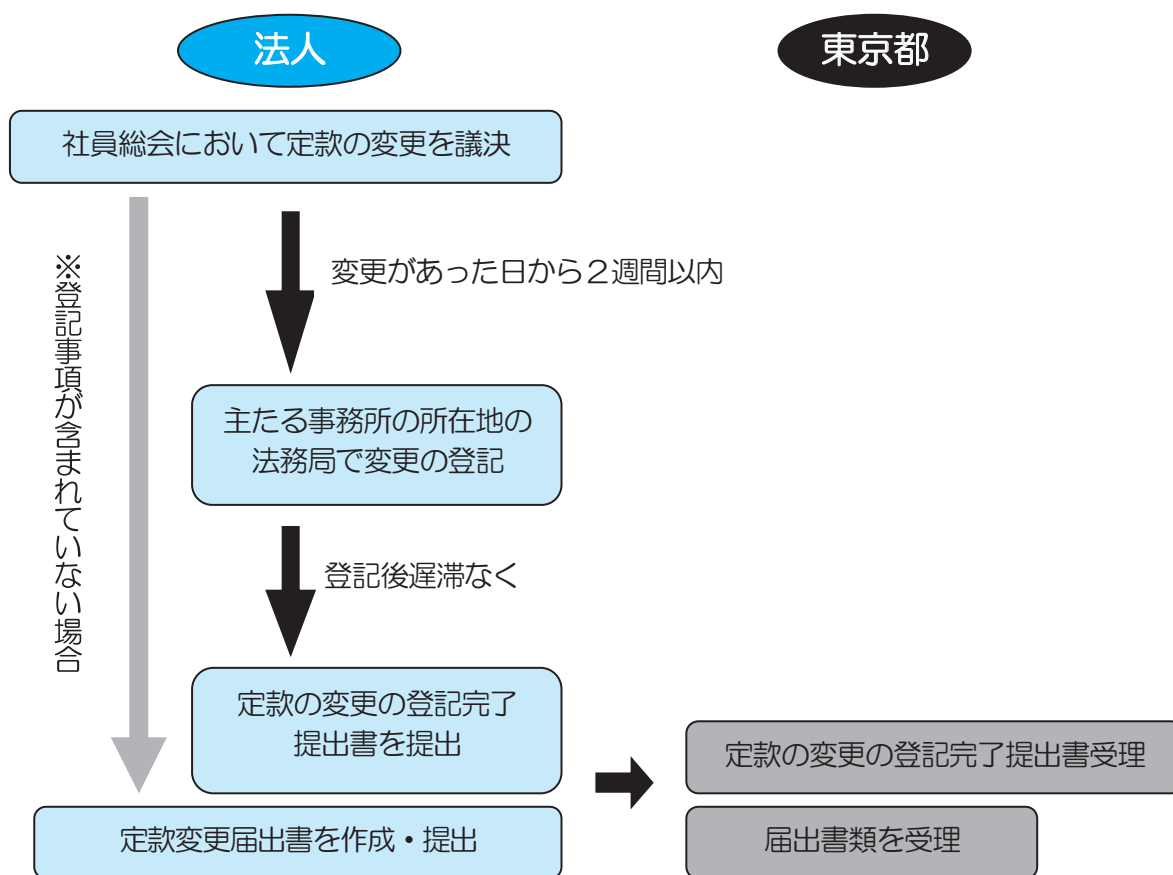 法人
東京都
社員総会において定款の変更を議決
変更があった日から２週間以内
※登記事項が含まれていない場合
主たる事務所の所在地の
法務局で変更の登記
登記後遅滞なく
定款の変更の登記完了
提出書を提出
定款の変更の登記完了提出書受理
定款変更届出書を作成・提出
届出書類を受理